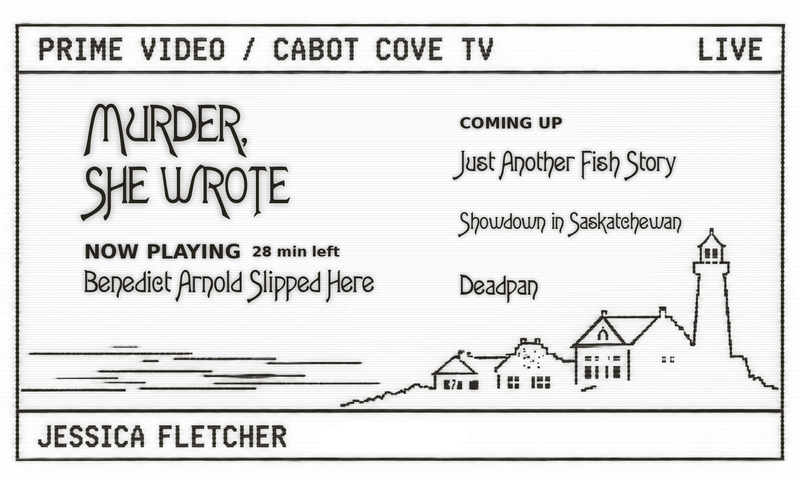 PRIME VIDEO / CABOT COVE TV LIVE
MURDER,
SHE WROTE
NOW PLAYING 28 min left
Benedict Arnold Slipped Here
COMING UP
Just Another Fish Story
Showdown in Saskatchewan
Deadpan
JESSICA FLETCHER